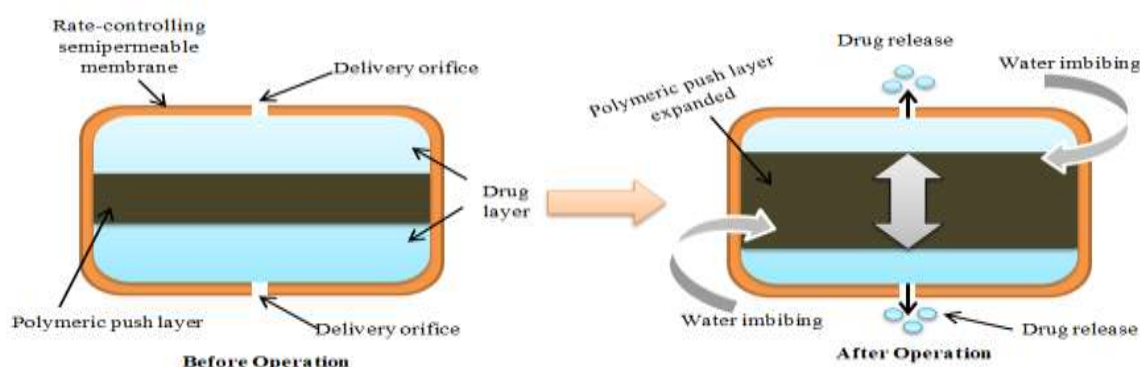 Rate-controlling
semipermeable
membrane
Delivery orifice
Drug
layer
Polymeric push layer
Delivery orifice
Before Operation
Drug release
Water imbibing
Polymeric push layer
expanded
Water imbibing
Drug release
After Operation